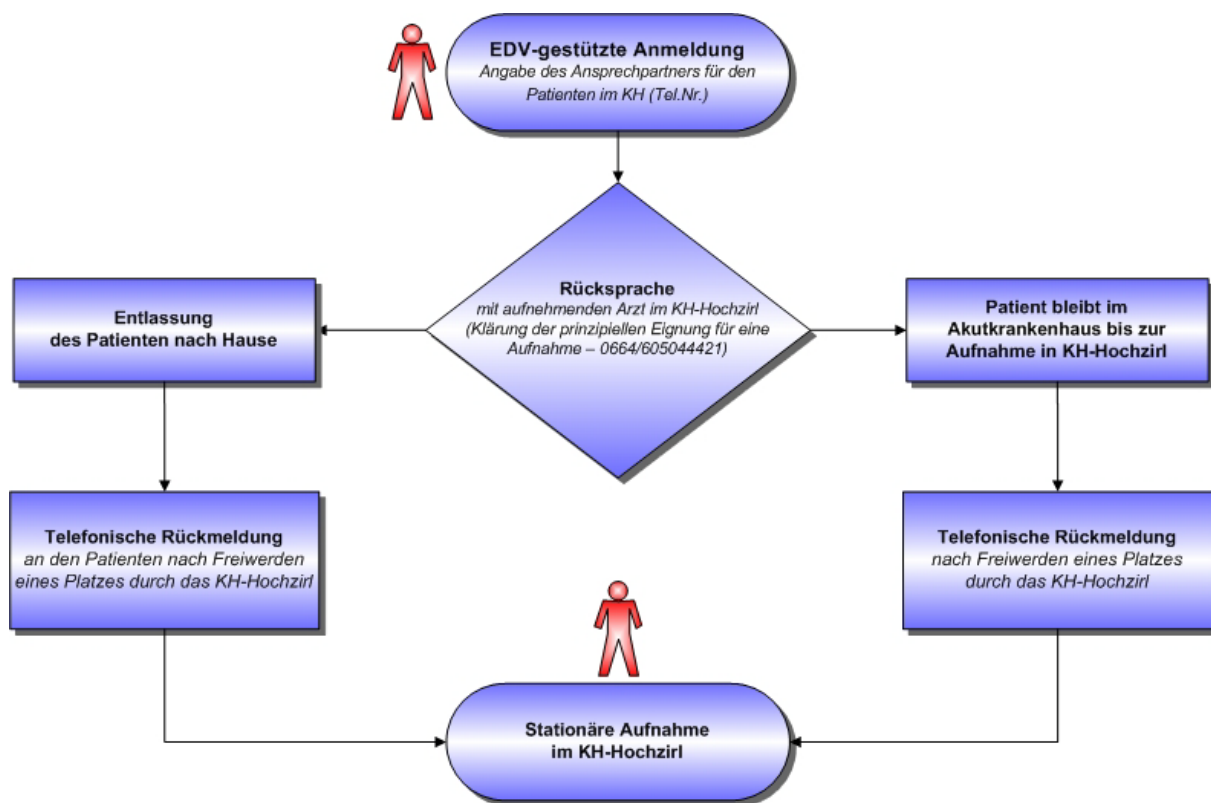 EDV-gestützte Anmeldung
Angabe des Ansprechpartners für den
Patienten im KH (Tel.Nr.)
Rücksprache
mit aufnehmenden Arzt im KH-Hochzirl
(Klärung der prinzipiellen Eignung für eine
Aufnahme – 0664/605044421)
Entlassung
des Patienten nach Hause
Patient bleibt im
Akutkrankenhaus bis zur
Aufnahme in KH-Hochzirl
Telefonische Rückmeldung
an den Patienten nach Freiwerden
eines Platzes durch das KH-Hochzirl
Telefonische Rückmeldung
nach Freiwerden eines Platzes
durch das KH-Hochzirl
Stationäre Aufnahme
im KH-Hochzirl